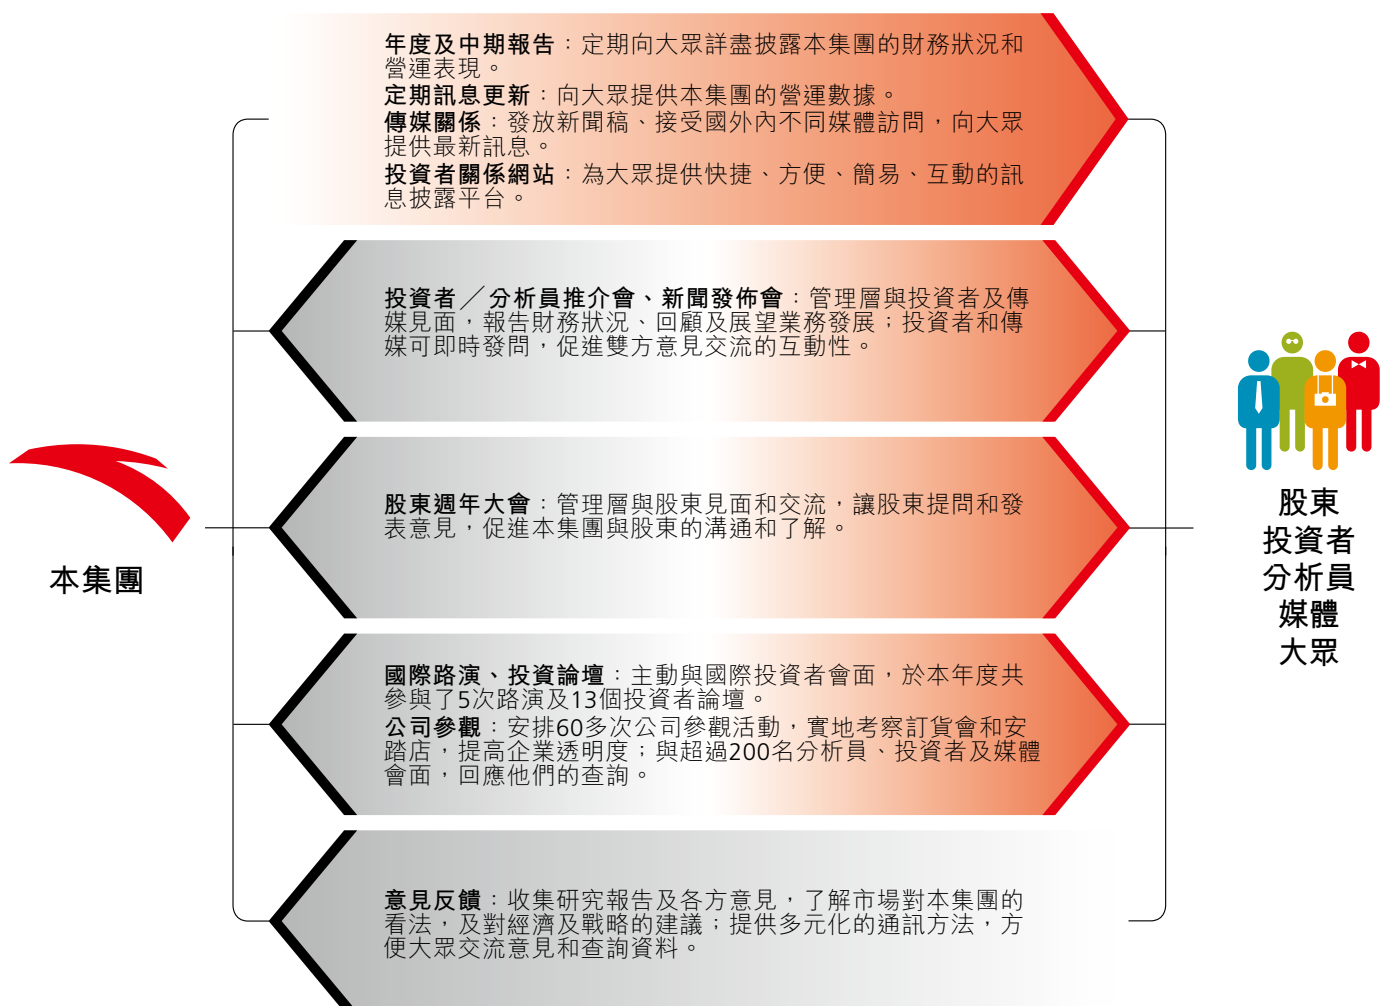 年度及中期報告：定期向大眾詳盡披露本集團的財務狀況和
營運表現。
定期訊息更新：向大眾提供本集團的營運數據。
傳媒關係：發放新聞稿、接受國外內不同媒體訪問，向大眾
提供最新訊息。
投資者關係網站：為大眾提供快捷、方便、簡易、互動的訊
息披露平台。
投資者／分析員推介會、新聞發佈會：管理層與投資者及傳
媒見面，報告財務狀況、回顧及展望業務發展；投資者和傳
媒可即時發問，促進雙方意見交流的互動性。
股東週年大會：管理層與股東見面和交流，讓股東提問和發
表意見，促進本集團與股東的溝通和了解。
國際路演、投資論壇：主動與國際投資者會面，於本年度共
參與了5次路演及13個投資者論壇。
公司參觀：安排60多次公司參觀活動，實地考察訂貨會和安
踏店，提高企業透明度；與超過200名分析員、投資者及媒體
會面，回應他們的查詢。
意見反饋：收集研究報告及各方意見，了解市場對本集團的
看法，及對經濟及戰略的建議；提供多元化的通訊方法，方
便大眾交流意見和查詢資料。
本集團
股東
投資者
分析員
媒體
大眾